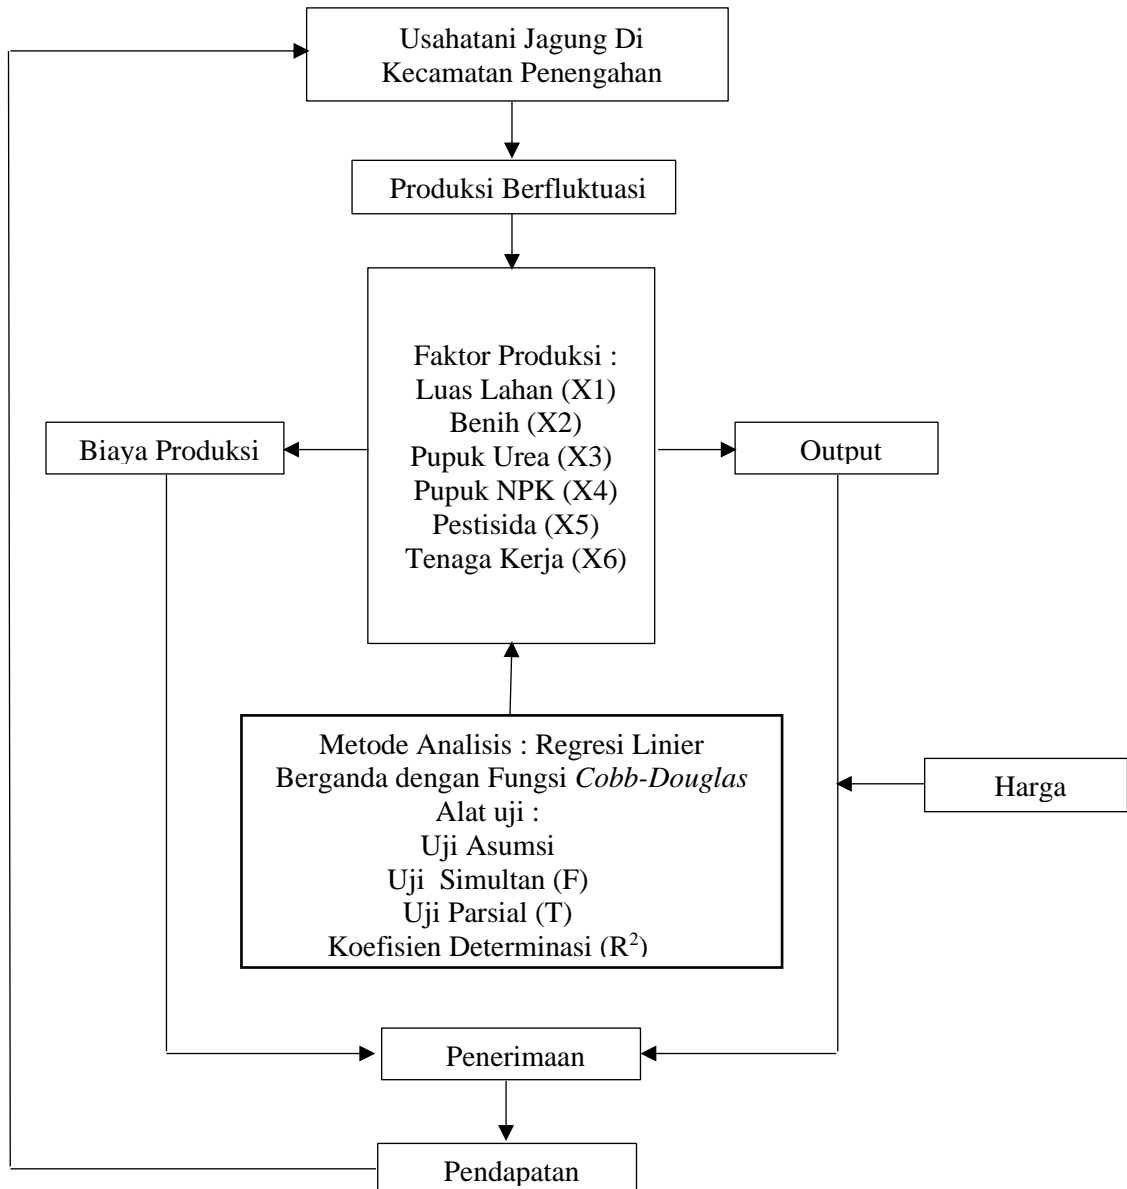 Usahatani Jagung Di
Kecamatan Penengahan
Produksi Berfluktuasi
Faktor Produksi :
Luas Lahan (X1)
Benih (X2)
Pupuk Urea (X3)
Pupuk NPK (X4)
Pestisida (X5)
Tenaga Kerja (X6)
Biaya Produksi
Output
Metode Analisis : Regresi Linier
Berganda dengan Fungsi Cobb-Douglas
Alat uji :
Uji Asumsi
Uji Simultan (F)
Uji Parsial (T)
Koefisien Determinasi (R²)
Harga
Penerimaan
Pendapatan